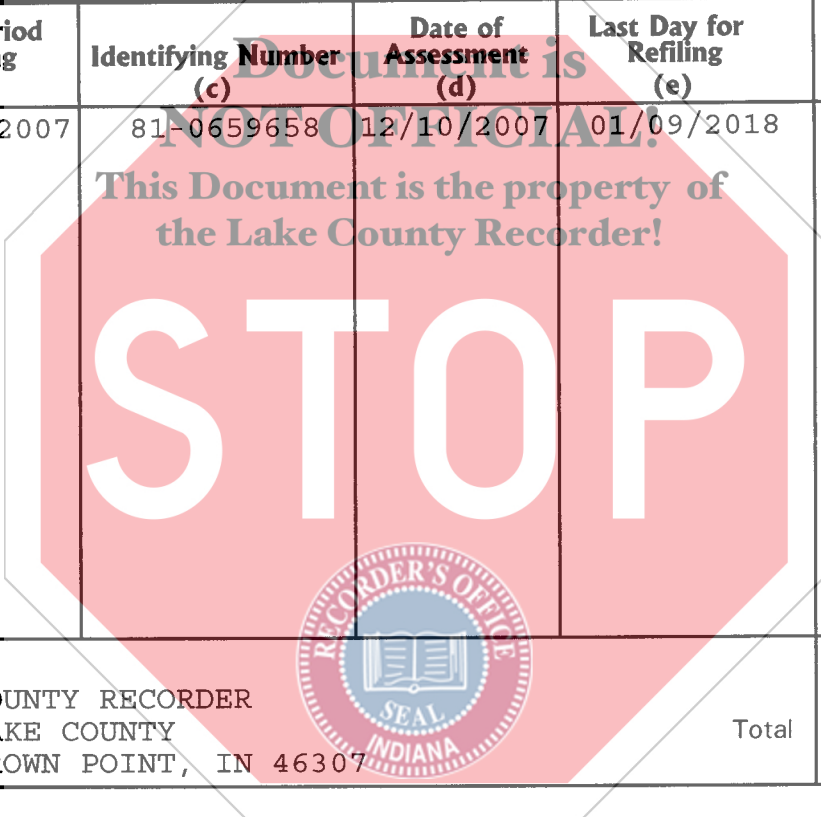 riod
g
Identifying Number
(c)
Date of
Assessment
(d)
Last Day for
Refiling
(e)
2007 81-0659658 12/10/2007 01/09/2018
Document is
NOT OFFICIAL!
This Document is the property of
the Lake County Recorder!
STOP
RECORDER'S OFFICE
SEAL
INDIANA
OUNTY RECORDER
AKE COUNTY
OWN POINT, IN 46307
Total